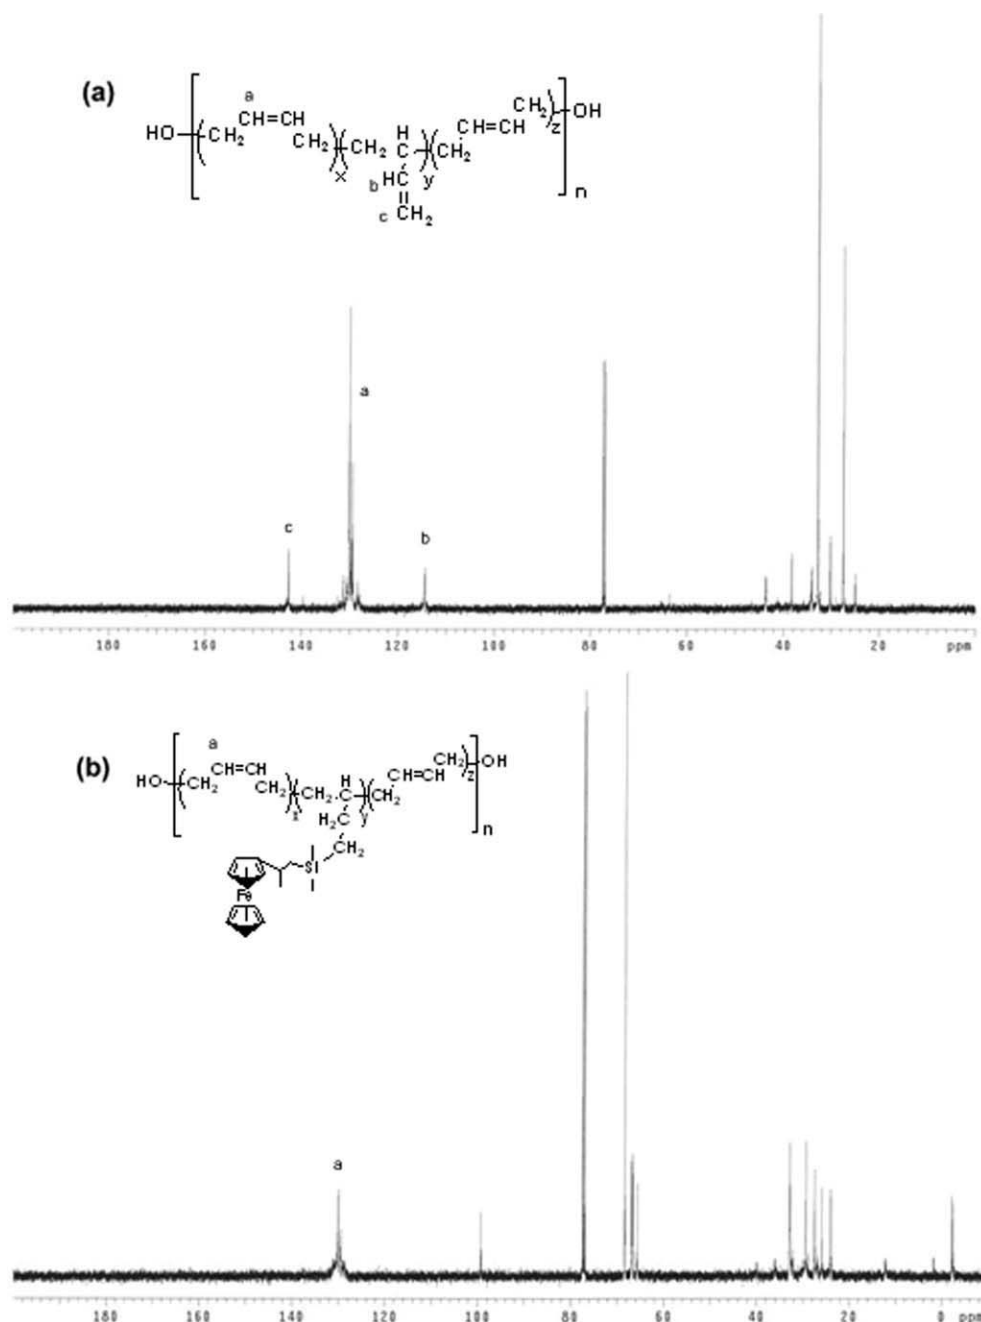 (a)
a
HO
CH₂
CH=CH
CH₂
x
CH₂
H
C
b HC
c CH₂
y
CH₂
CH=CH
CH₂
z
OH
n
a
c
b
180 160 140 120 100 80 60 40 20 ppm
(b)
a
HO
CH₂
CH=CH
CH₂
x
CH₂
H
C
H₂C
CH₂
y
CH₂
CH=CH
CH₂
z
OH
n
Si
Fe
a
180 160 140 120 100 80 60 40 20 0 ppm